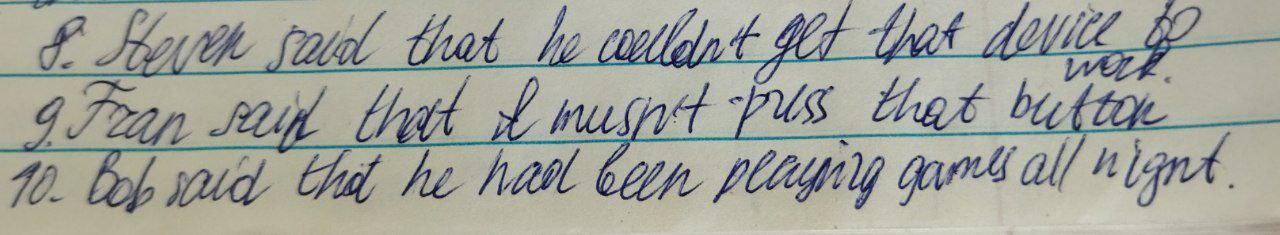 8. Steven said that he couldn't get that device to
work.
9. Fran said that I musn't press that button
10. Bob said that he had been playing games all night.